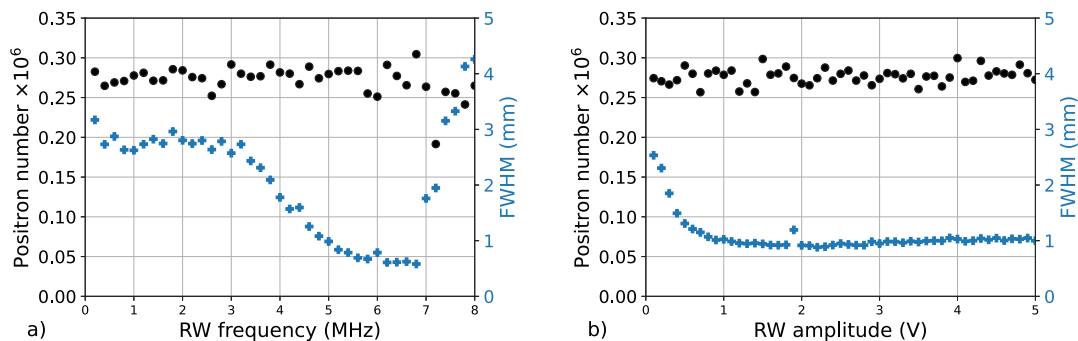 0.35
0.30
0.25
0.20
0.15
0.10
0.05
0.00
Positron number ×10⁶
0 1 2 3 4 5 6 7 8
RW frequency (MHz)
5
4
3
2
1
0
FWHM (mm)
a)
0.35
0.30
0.25
0.20
0.15
0.10
0.05
0.00
Positron number ×10⁶
0 1 2 3 4 5
RW amplitude (V)
5
4
3
2
1
0
FWHM (mm)
b)